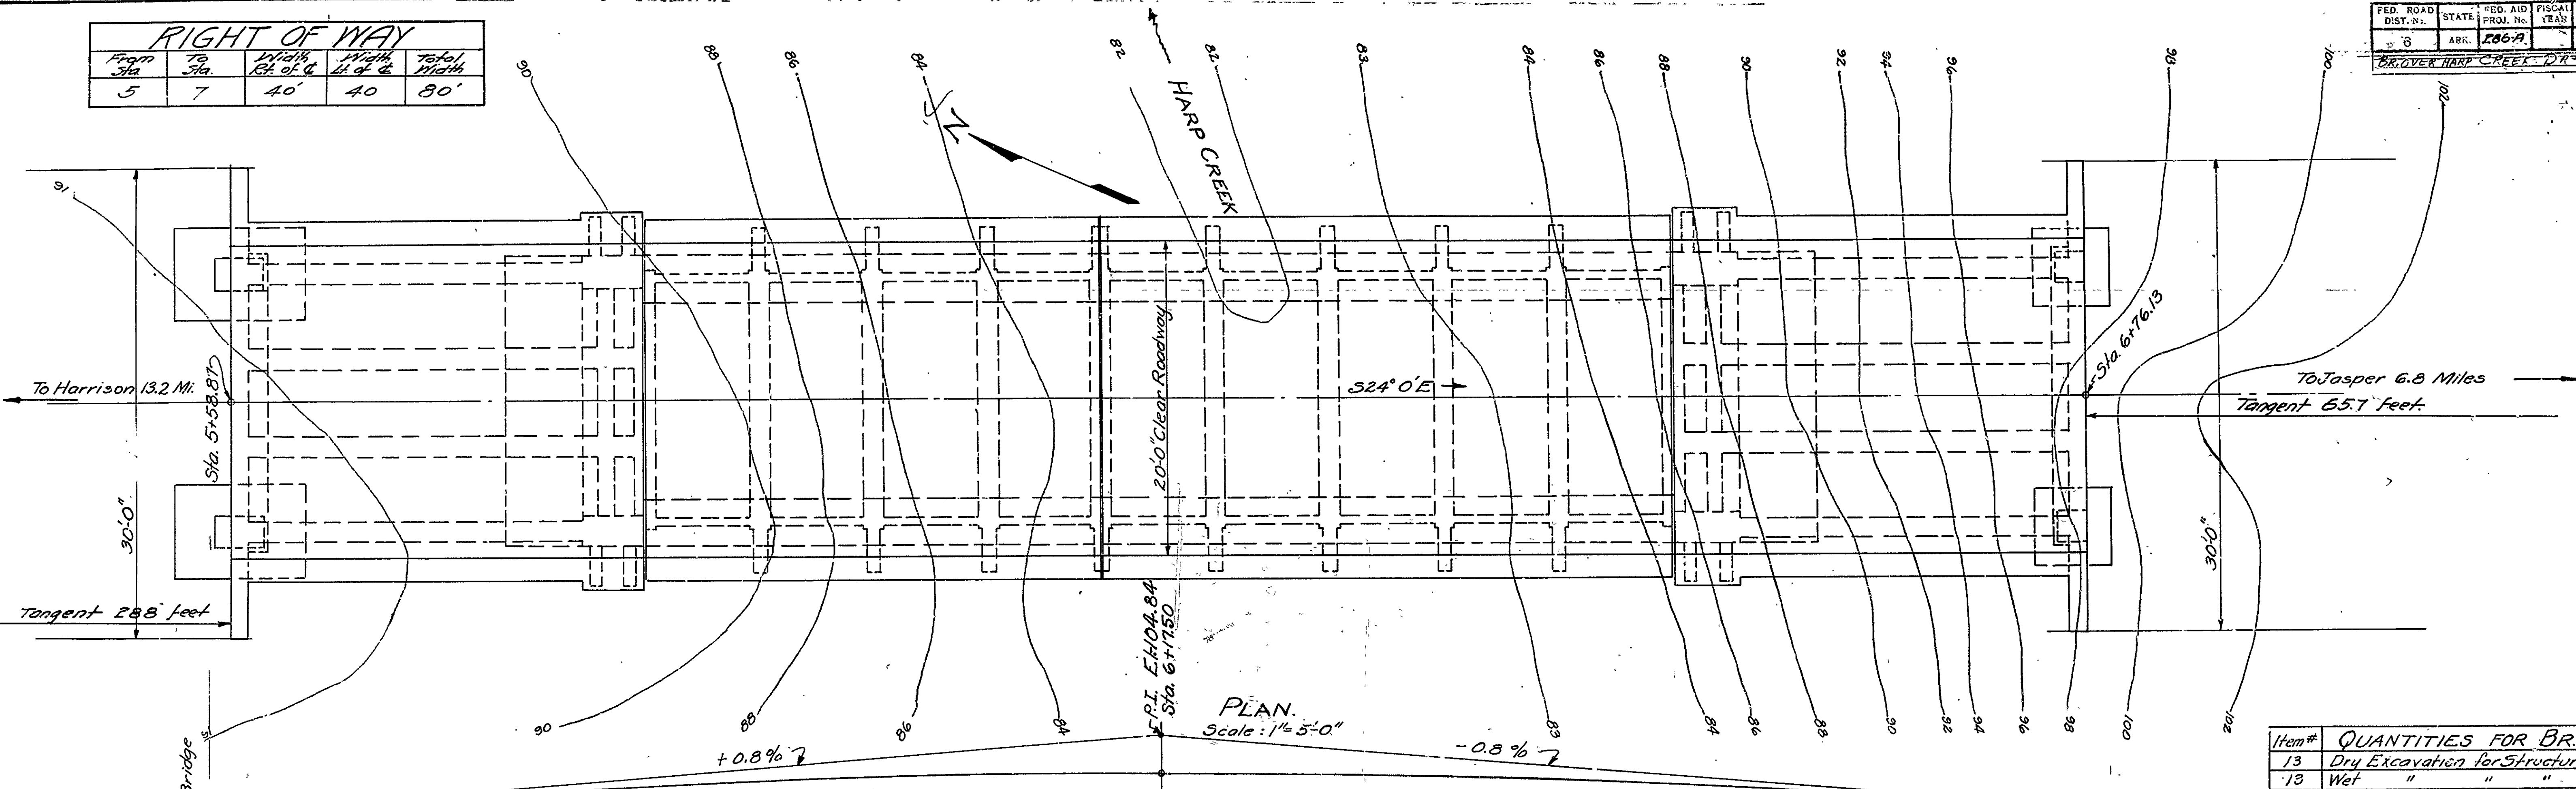 RIGHT OF WAY
From Sta. To Sta. Width Rt. of ℄ Width Lt. of ℄ Total Width
5 7 40' 40 80'
FED. ROAD DIST. No. STATE FED. AID PROJ. No. FISCAL YEAR
6 ARK. 286-A
BR. OVER HARP CREEK
90 88 86 84 82 82 83 84 86 88 90 92 94 96 98 100 102
HARP CREEK
N
91
To Harrison 13.2 Mi.
Sta. 5+58.87
30'-0"
Tangent 288 feet
20'-0" Clear Roadway
S24° 0' E
Sta. 6+76.13
To Jasper 6.8 Miles
Tangent 65.7 feet.
30'-0"
P.I. El.104.84
Sta. 6+17.50
90 88 86 84 83 84 86 88 90 92 94 96 98 100 102
91
Bridge
PLAN.
Scale: 1"=5'-0"
+0.8%
-0.8%
Item# QUANTITIES FOR BR.
13 Dry Excavation for Structur
13 Wet " " "